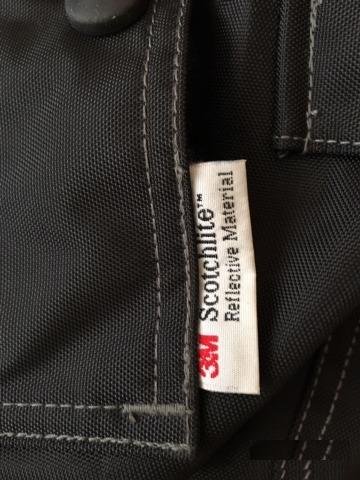 3M Scotchlite™
Reflective Material